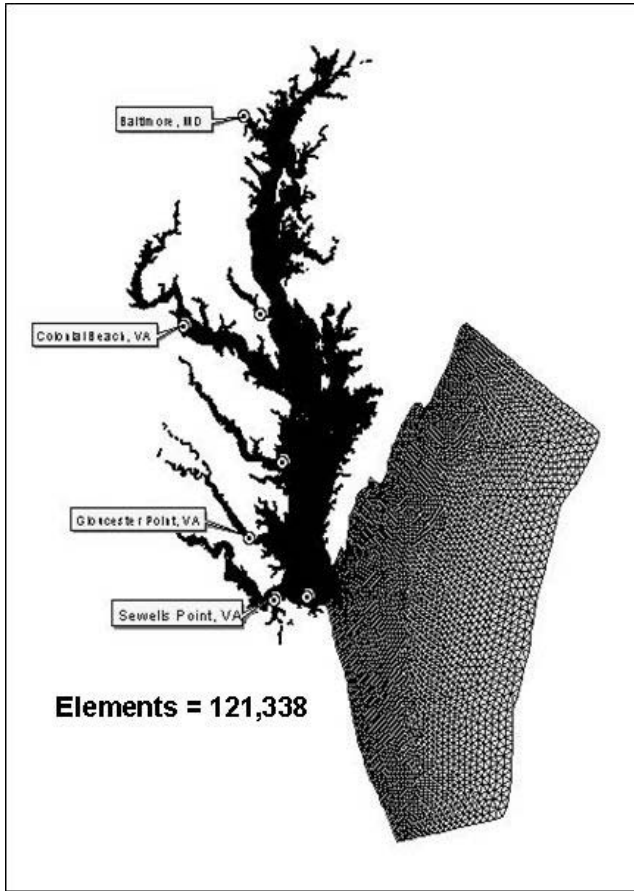 Baltimore, MD
Colonial Beach, VA
Gloucester Point, VA
Sewells Point, VA
Elements = 121,338